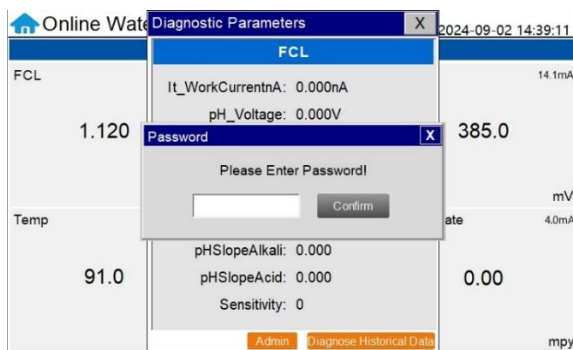 Online Wate
Diagnostic Parameters
X
2024-09-02 14:39:11
FCL
FCL
14.1mA
It_WorkCurrentnA: 0.000nA
pH_Voltage: 0.000V
1.120
385.0
Password
X
Please Enter Password!
Confirm
mV
Temp
ate
4.0mA
pHSlopeAlkali: 0.000
91.0
pHSlopeAcid: 0.000
0.00
Sensitivity: 0
Admin
Diagnose Historical Data
mpy